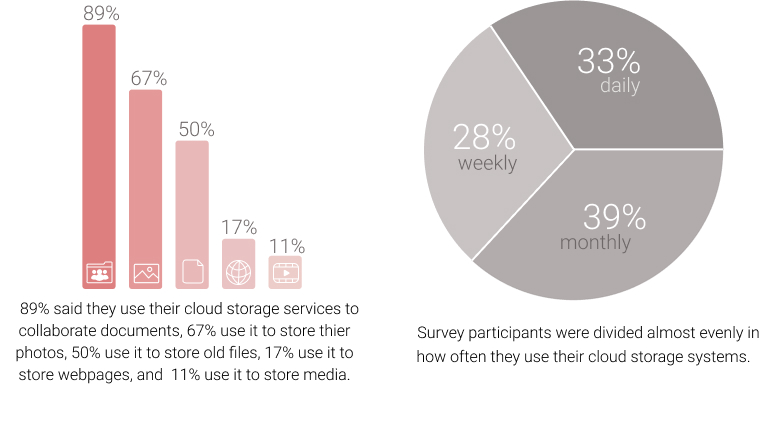 89%
67%
50%
17%
11%
89% said they use their cloud storage services to
collaborate documents, 67% use it to store thier
photos, 50% use it to store old files, 17% use it to
store webpages, and 11% use it to store media.
33%
daily
28%
weekly
39%
monthly
Survey participants were divided almost evenly in
how often they use their cloud storage systems.